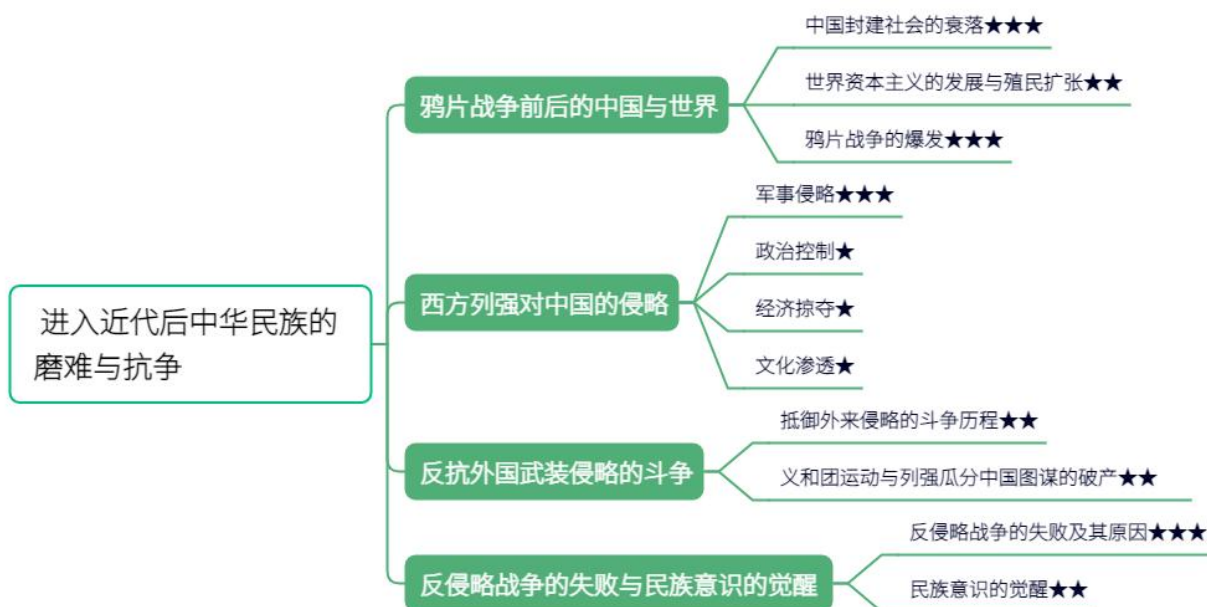 进入近代后中华民族的
磨难与抗争
鸦片战争前后的中国与世界
中国封建社会的衰落★★★
世界资本主义的发展与殖民扩张★★
鸦片战争的爆发★★★
西方列强对中国的侵略
军事侵略★★★
政治控制★
经济掠夺★
文化渗透★
反抗外国武装侵略的斗争
抵御外来侵略的斗争历程★★
义和团运动与列强瓜分中国图谋的破产★★
反侵略战争的失败与民族意识的觉醒
反侵略战争的失败及其原因★★★
民族意识的觉醒★★